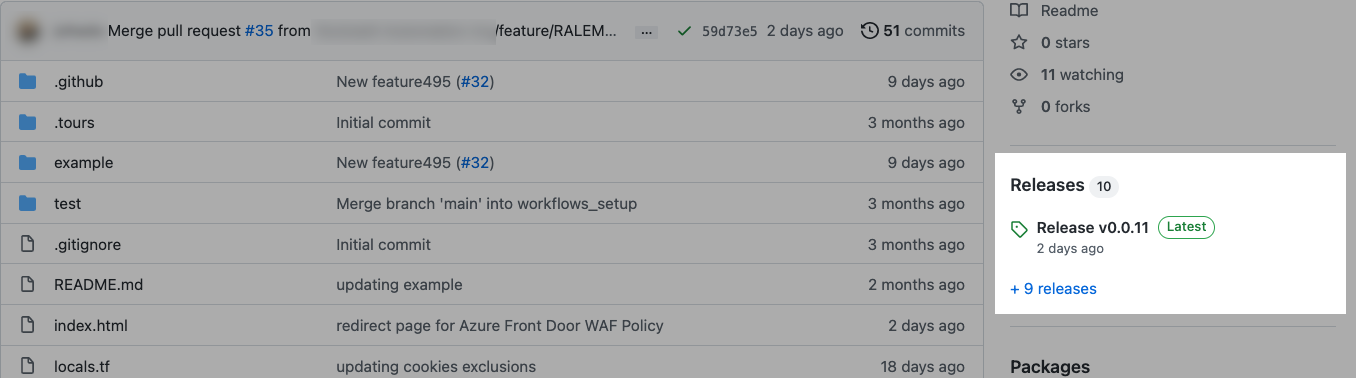 Merge pull request #35 from /feature/RALEM... ... 59d73e5 2 days ago 51 commits
.github New feature495 (#32) 9 days ago
.tours Initial commit 3 months ago
example New feature495 (#32) 9 days ago
test Merge branch 'main' into workflows_setup 3 months ago
.gitignore Initial commit 3 months ago
README.md updating example 2 months ago
index.html redirect page for Azure Front Door WAF Policy 2 days ago
locals.tf updating cookies exclusions 18 days ago
Readme
0 stars
11 watching
0 forks
Releases 10
Release v0.0.11 Latest
2 days ago
+ 9 releases
Packages